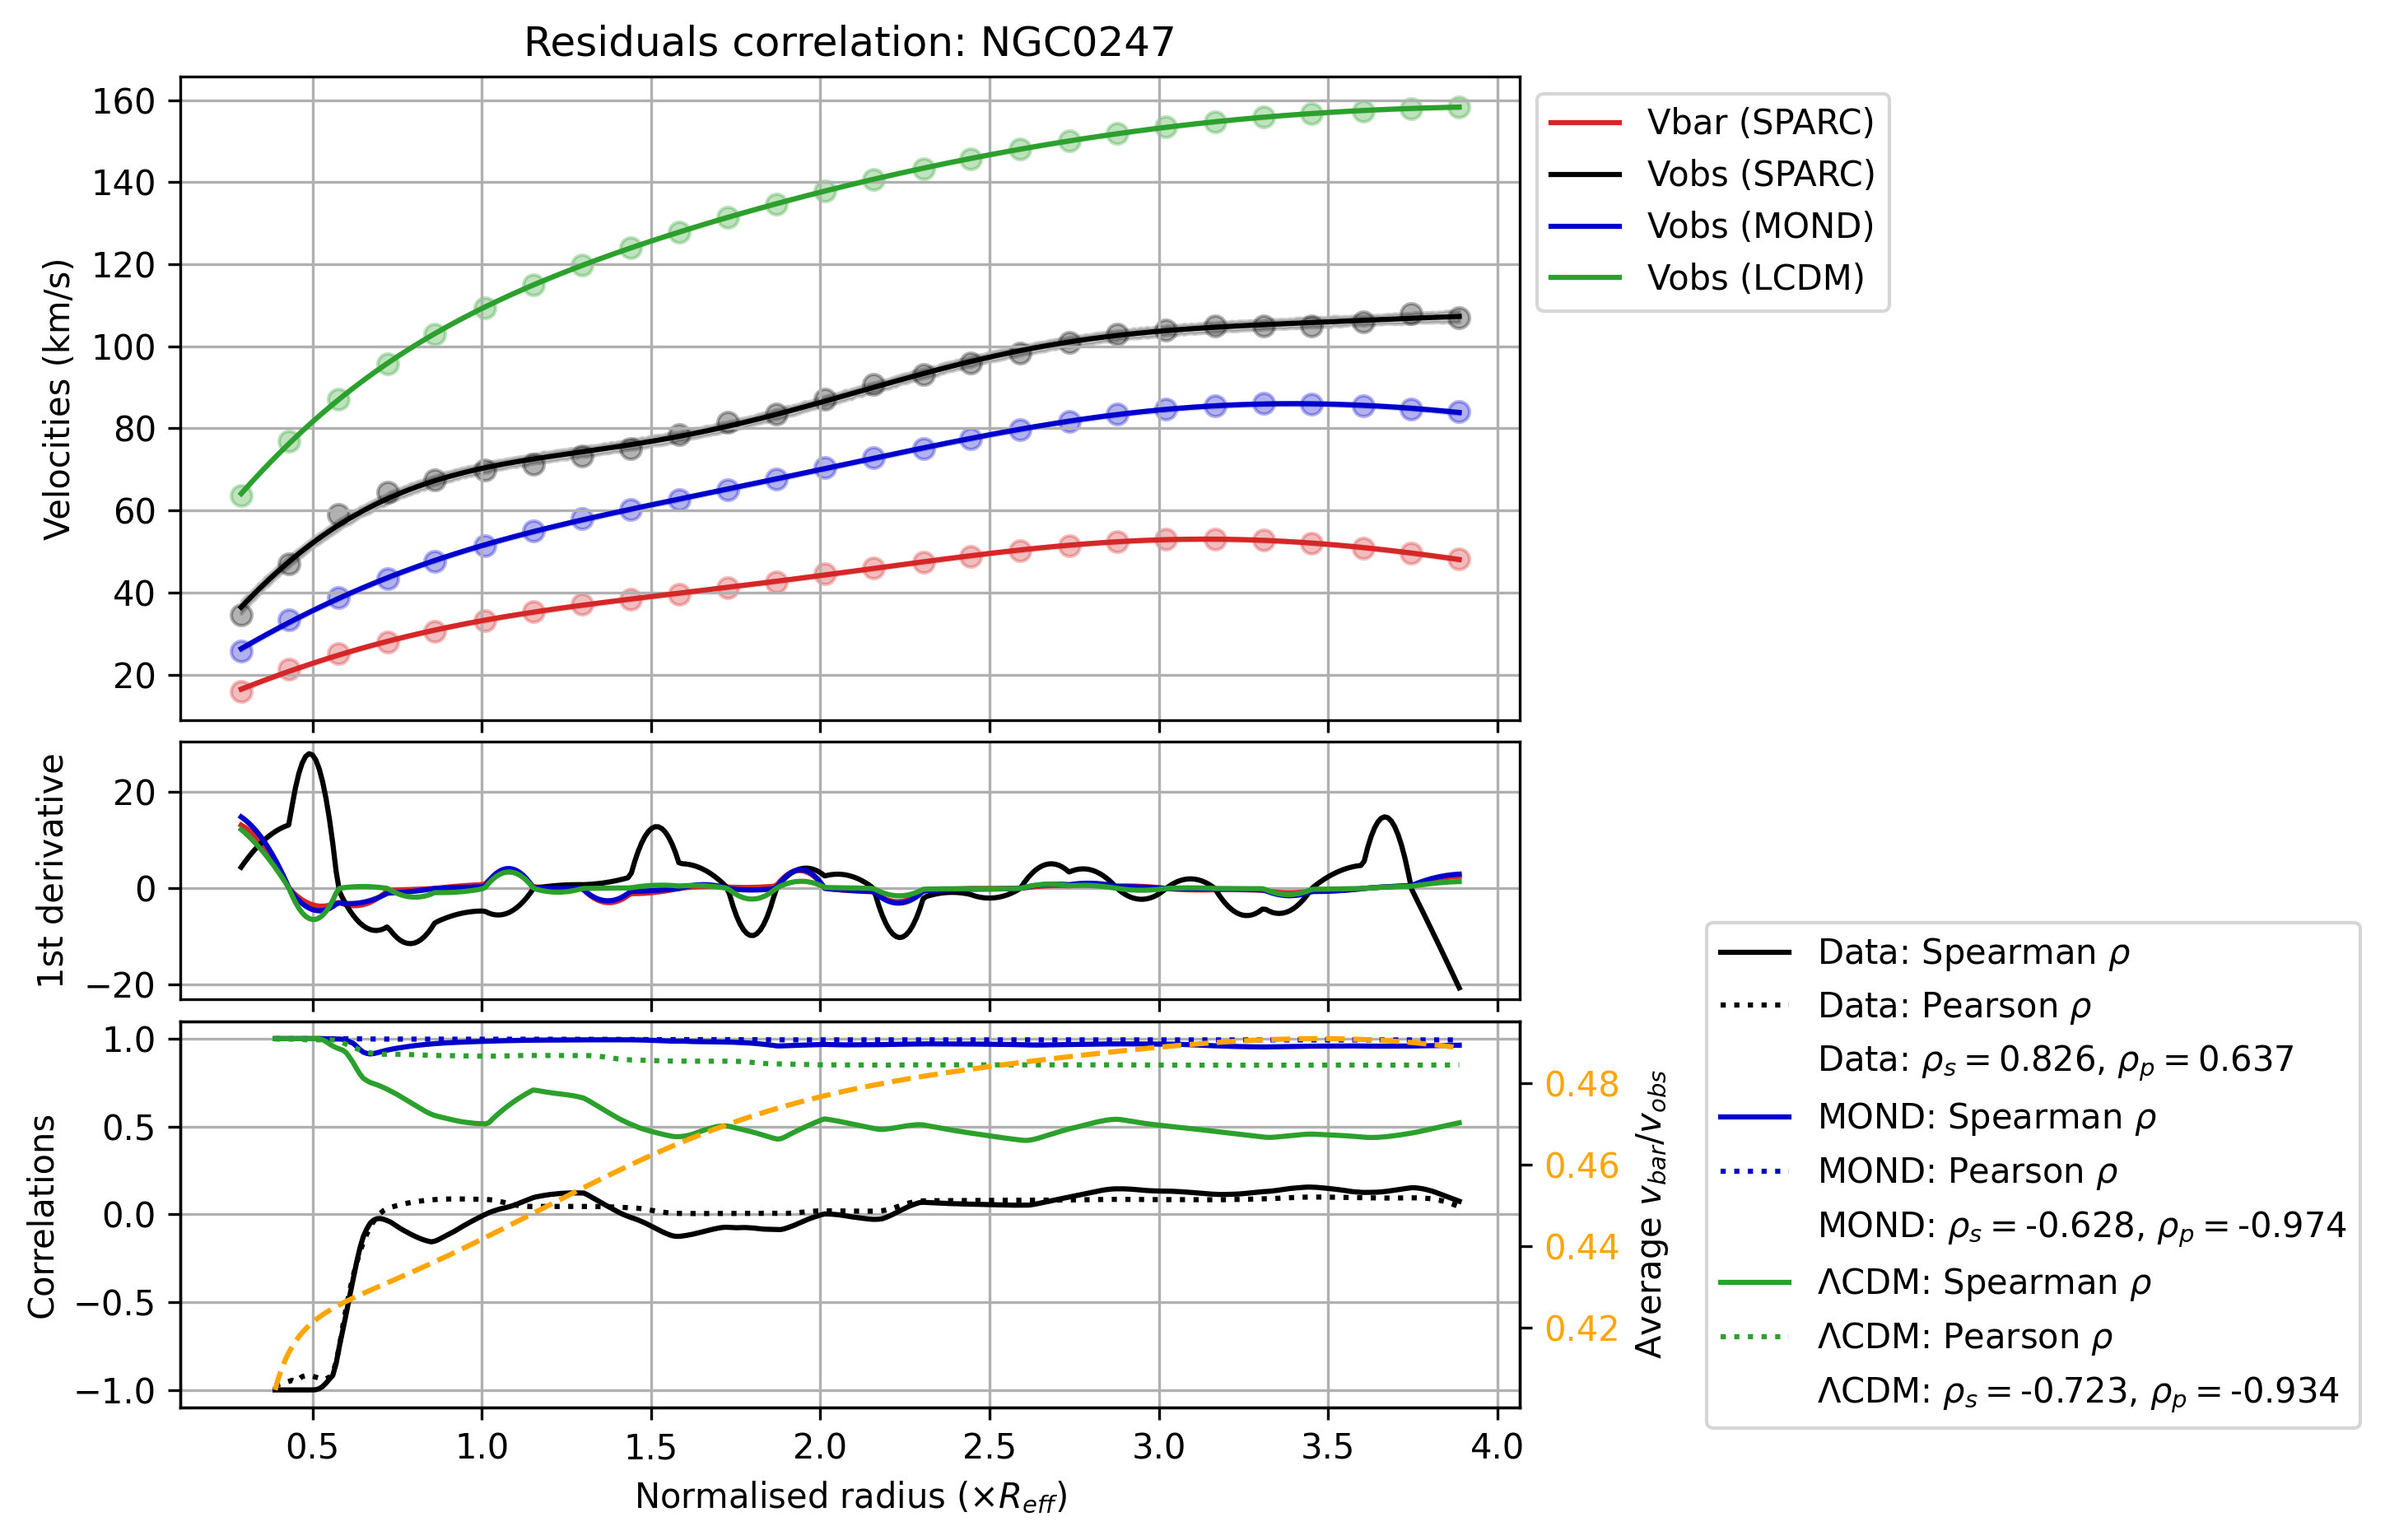 Residuals correlation: NGC0247
160
140
120
100
80
60
40
20
Velocities (km/s)
Vbar (SPARC)
Vobs (SPARC)
Vobs (MOND)
Vobs (LCDM)
20
0
−20
1st derivative
1.0
0.5
0.0
−0.5
−1.0
Correlations
0.48
0.46
0.44
0.42
Average v_bar/v_obs
0.5 1.0 1.5 2.0 2.5 3.0 3.5 4.0
Normalised radius (×R_eff)
Data: Spearman ρ
Data: Pearson ρ
Data: ρ_s = 0.826, ρ_p = 0.637
MOND: Spearman ρ
MOND: Pearson ρ
MOND: ρ_s = -0.628, ρ_p = -0.974
ΛCDM: Spearman ρ
ΛCDM: Pearson ρ
ΛCDM: ρ_s = -0.723, ρ_p = -0.934